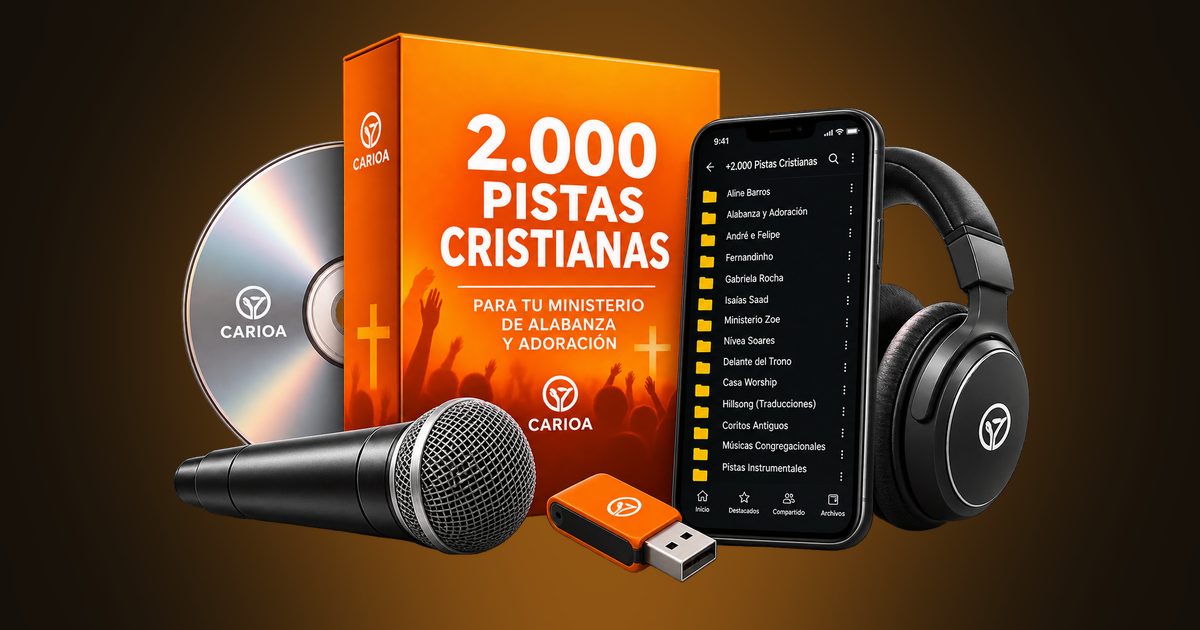 CARIOA
CARIOA
2.000
PISTAS
CRISTIANAS
PARA TU MINISTERIO
DE ALABANZA
Y ADORACIÓN
CARIOA
9:41
+2.000 Pistas Cristianas
Aline Barros
Alabanza y Adoración
André e Felipe
Fernandinho
Gabriela Rocha
Isaías Saad
Ministerio Zoe
Nívea Soares
Delante del Trono
Casa Worship
Hillsong (Traducciones)
Coritos Antiguos
Músicas Congregacionales
Pistas Instrumentales
Inicio
Destacados
Compartido
Archivos